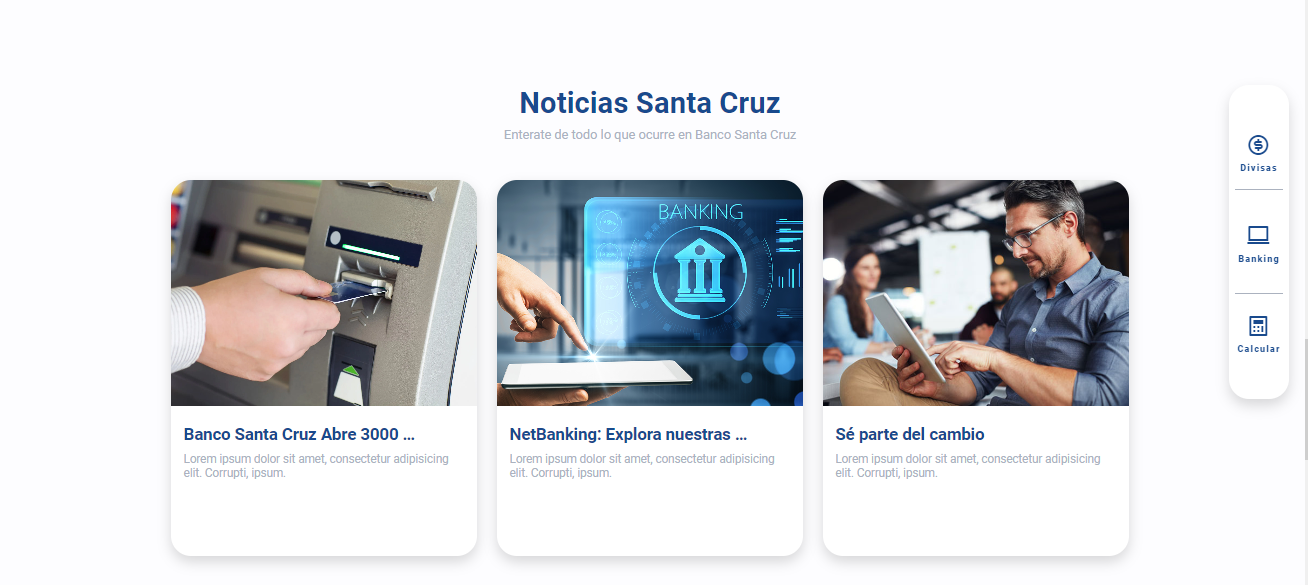 Noticias Santa Cruz
Enterate de todo lo que ocurre en Banco Santa Cruz
Divisas
Banking
Calcular
BANKING
Banco Santa Cruz Abre 3000 ...
Lorem ipsum dolor sit amet, consectetur adipisicing
elit. Corrupti, ipsum.
NetBanking: Explora nuestras ...
Lorem ipsum dolor sit amet, consectetur adipisicing
elit. Corrupti, ipsum.
Sé parte del cambio
Lorem ipsum dolor sit amet, consectetur adipisicing
elit. Corrupti, ipsum.